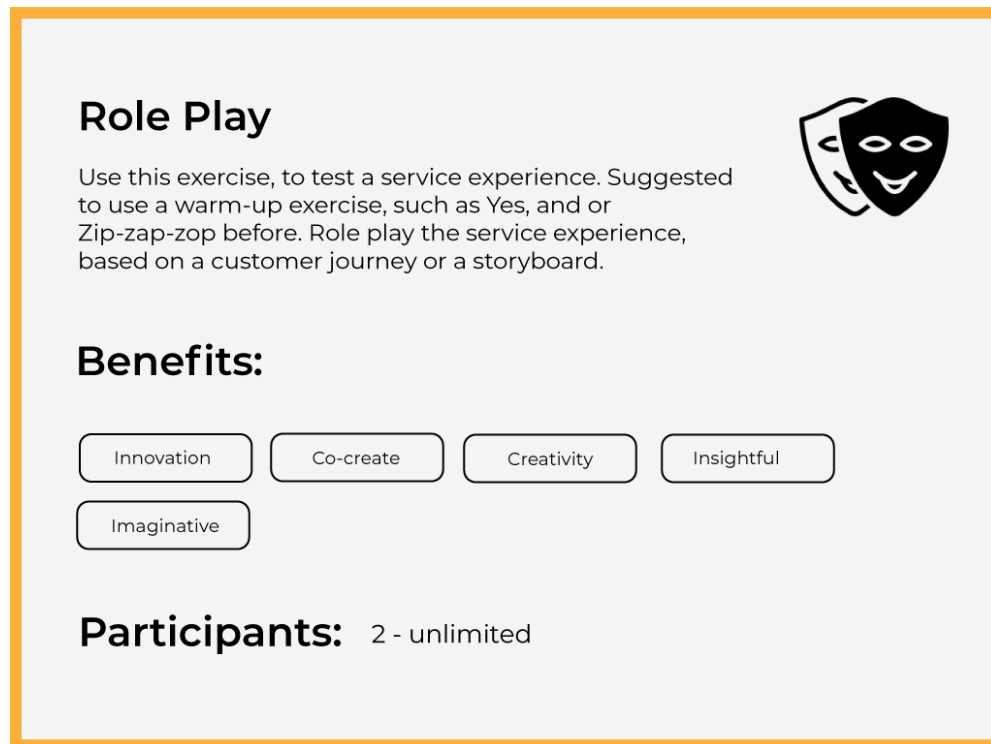 Role Play
Use this exercise, to test a service experience. Suggested
to use a warm-up exercise, such as Yes, and or
Zip-zap-zop before. Role play the service experience,
based on a customer journey or a storyboard.
Benefits:
Innovation Co-create Creativity Insightful
Imaginative
Participants: 2 - unlimited